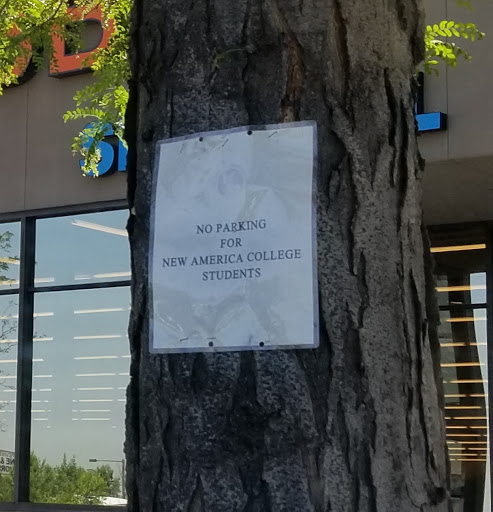 NO PARKING
FOR
NEW AMERICA COLLEGE
STUDENTS